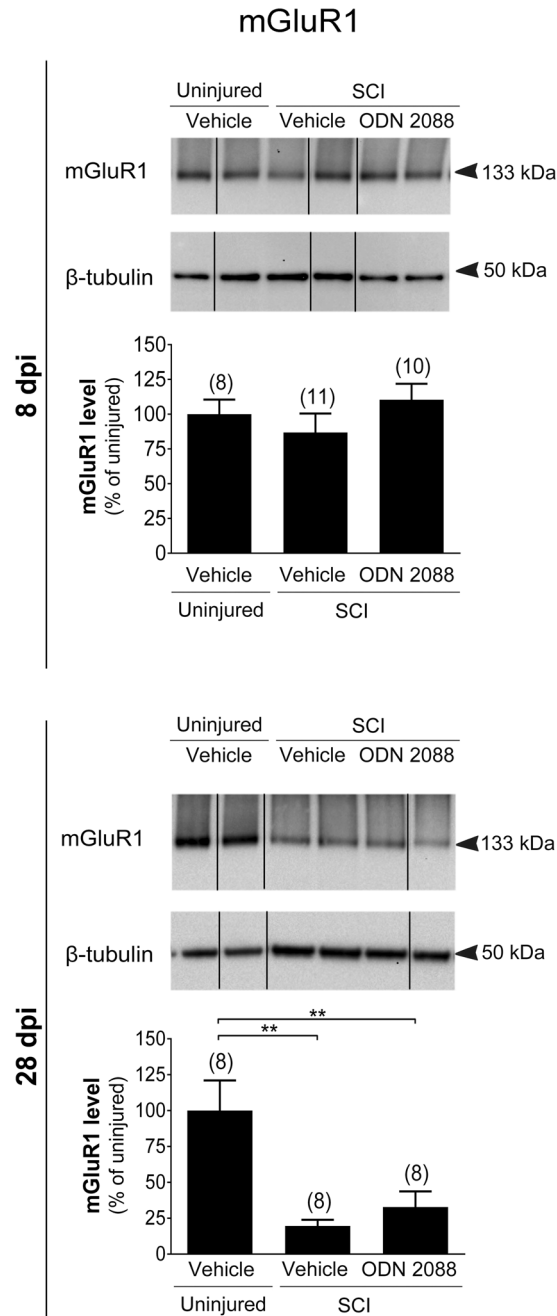 mGluR1
8 dpi
Uninjured SCI
Vehicle Vehicle ODN 2088
mGluR1 133 kDa
β-tubulin 50 kDa
mGluR1 level
(% of uninjured)
150
125
100
75
50
25
0
(8) (11) (10)
Vehicle Vehicle ODN 2088
Uninjured SCI
28 dpi
Uninjured SCI
Vehicle Vehicle ODN 2088
mGluR1 133 kDa
β-tubulin 50 kDa
mGluR1 level
(% of uninjured)
150
125
100
75
50
25
0
** **
(8) (8) (8)
Vehicle Vehicle ODN 2088
Uninjured SCI